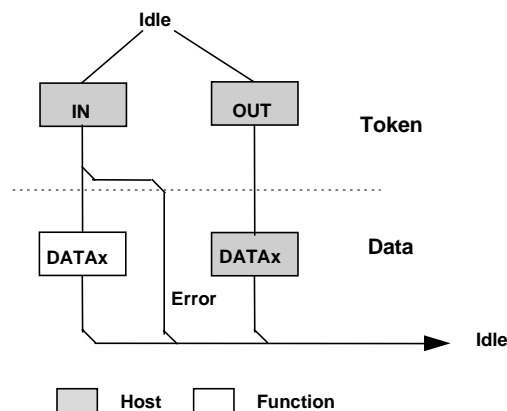 Idle
IN
OUT
Token
DATAx
DATAx
Data
Error
Idle
Host
Function